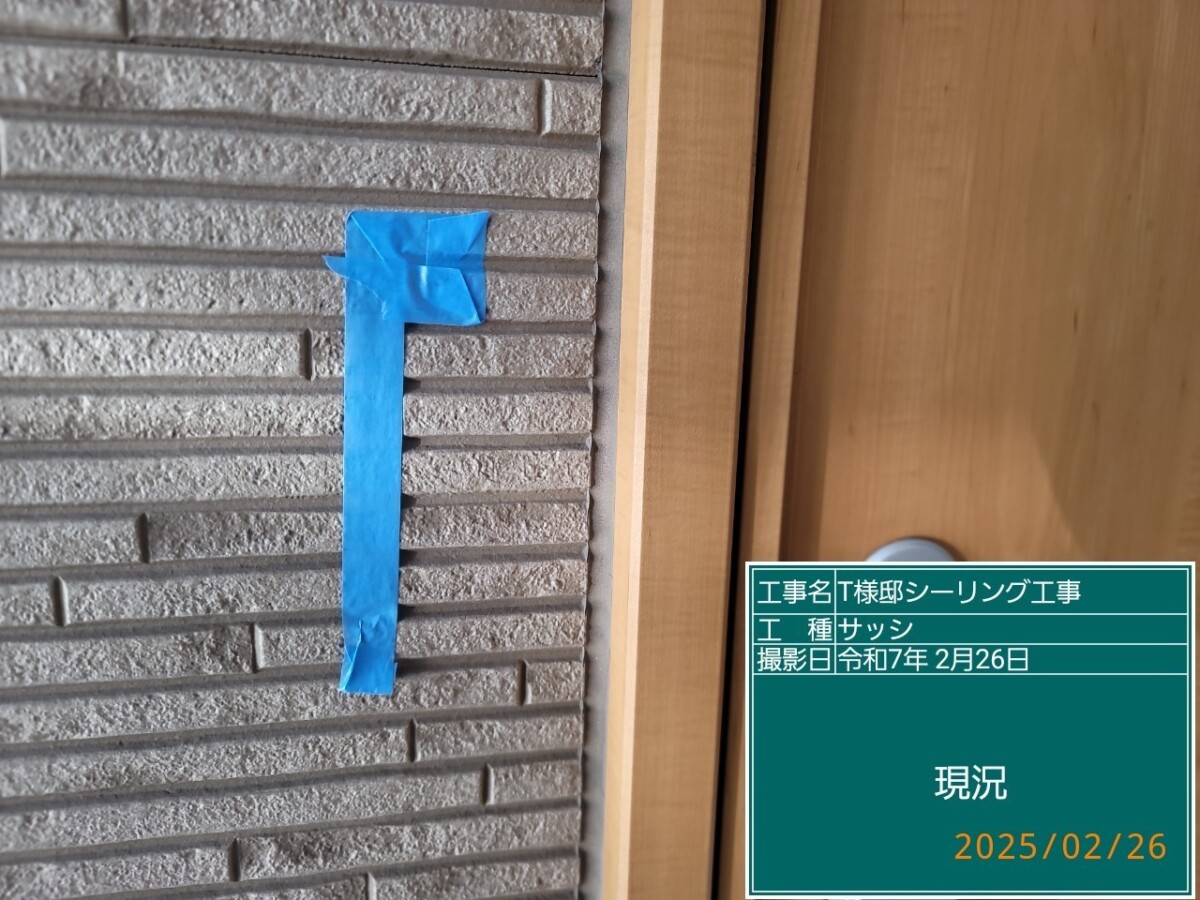 工事名 T様邸シーリング工事
工　種 サッシ
撮影日 令和7年 2月26日
現況
2025/02/26